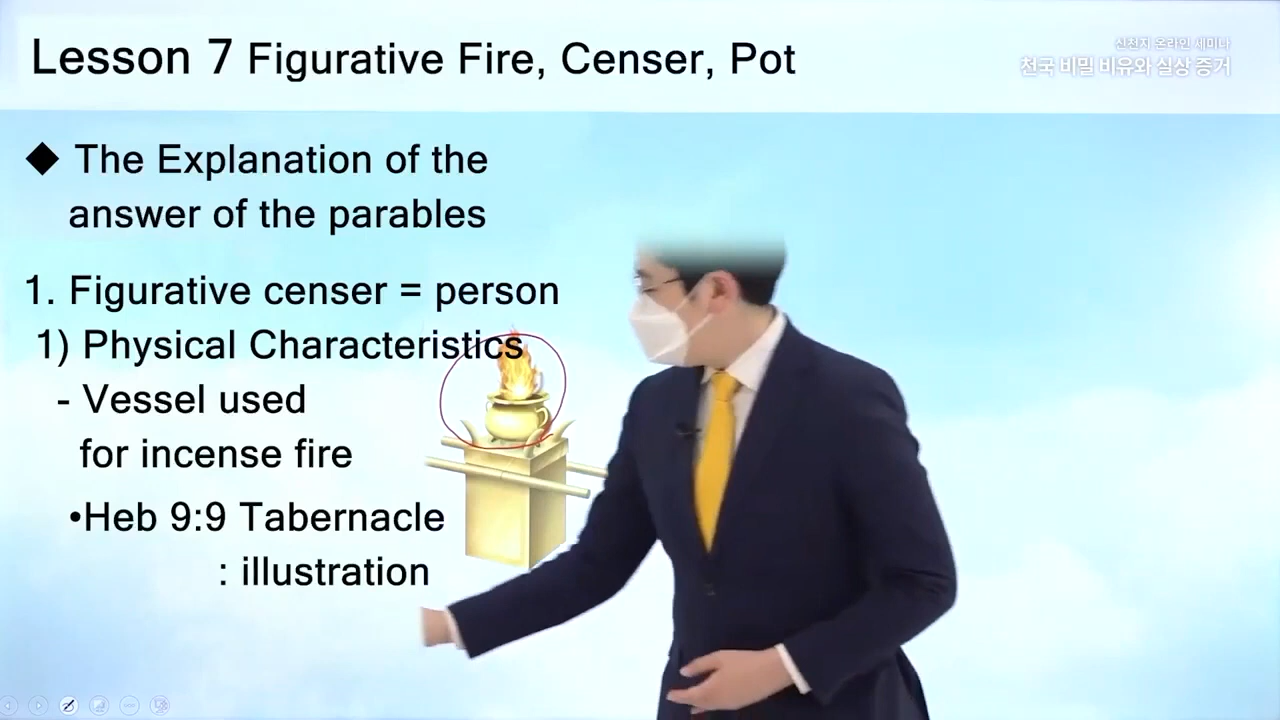 Lesson 7 Figurative Fire, Censer, Pot
신천지 온라인 세미나
천국 비밀 비유와 실상 증거
◆ The Explanation of the
answer of the parables
1. Figurative censer = person
1) Physical Characteristics
- Vessel used
for incense fire
•Heb 9:9 Tabernacle
: illustration